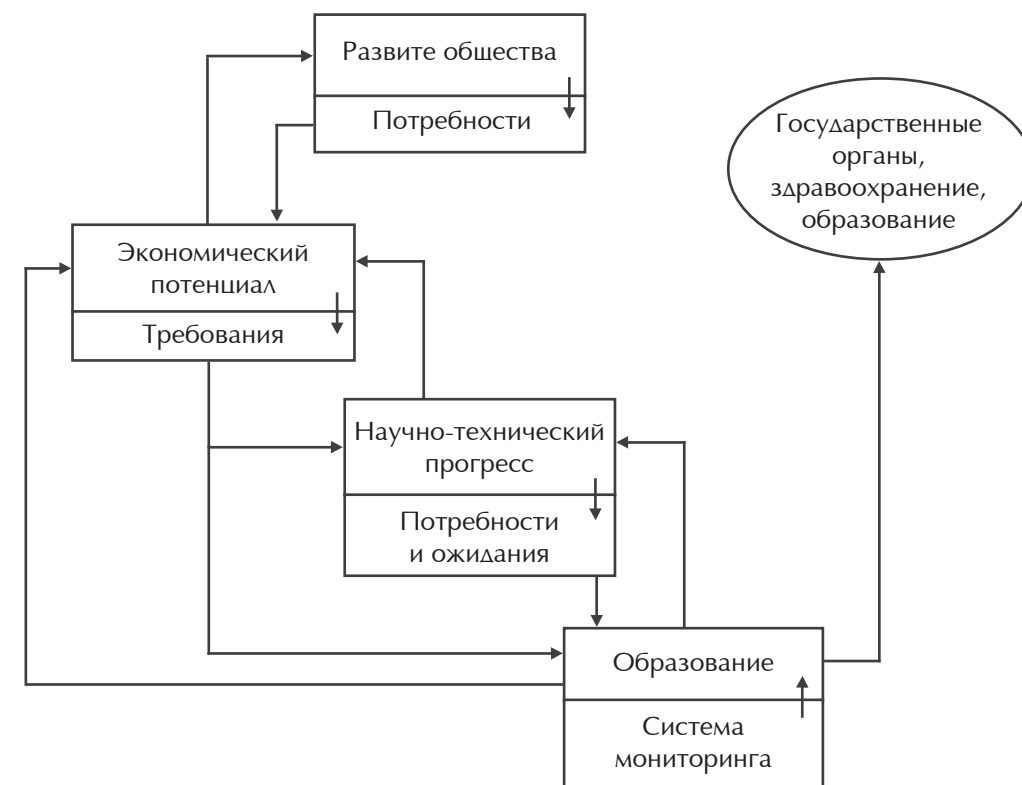 Развите общества
Потребности
Государственные
органы,
здравоохранение,
образование
Экономический
потенциал
Требования
Научно-технический
прогресс
Потребности
и ожидания
Образование
Система
мониторинга